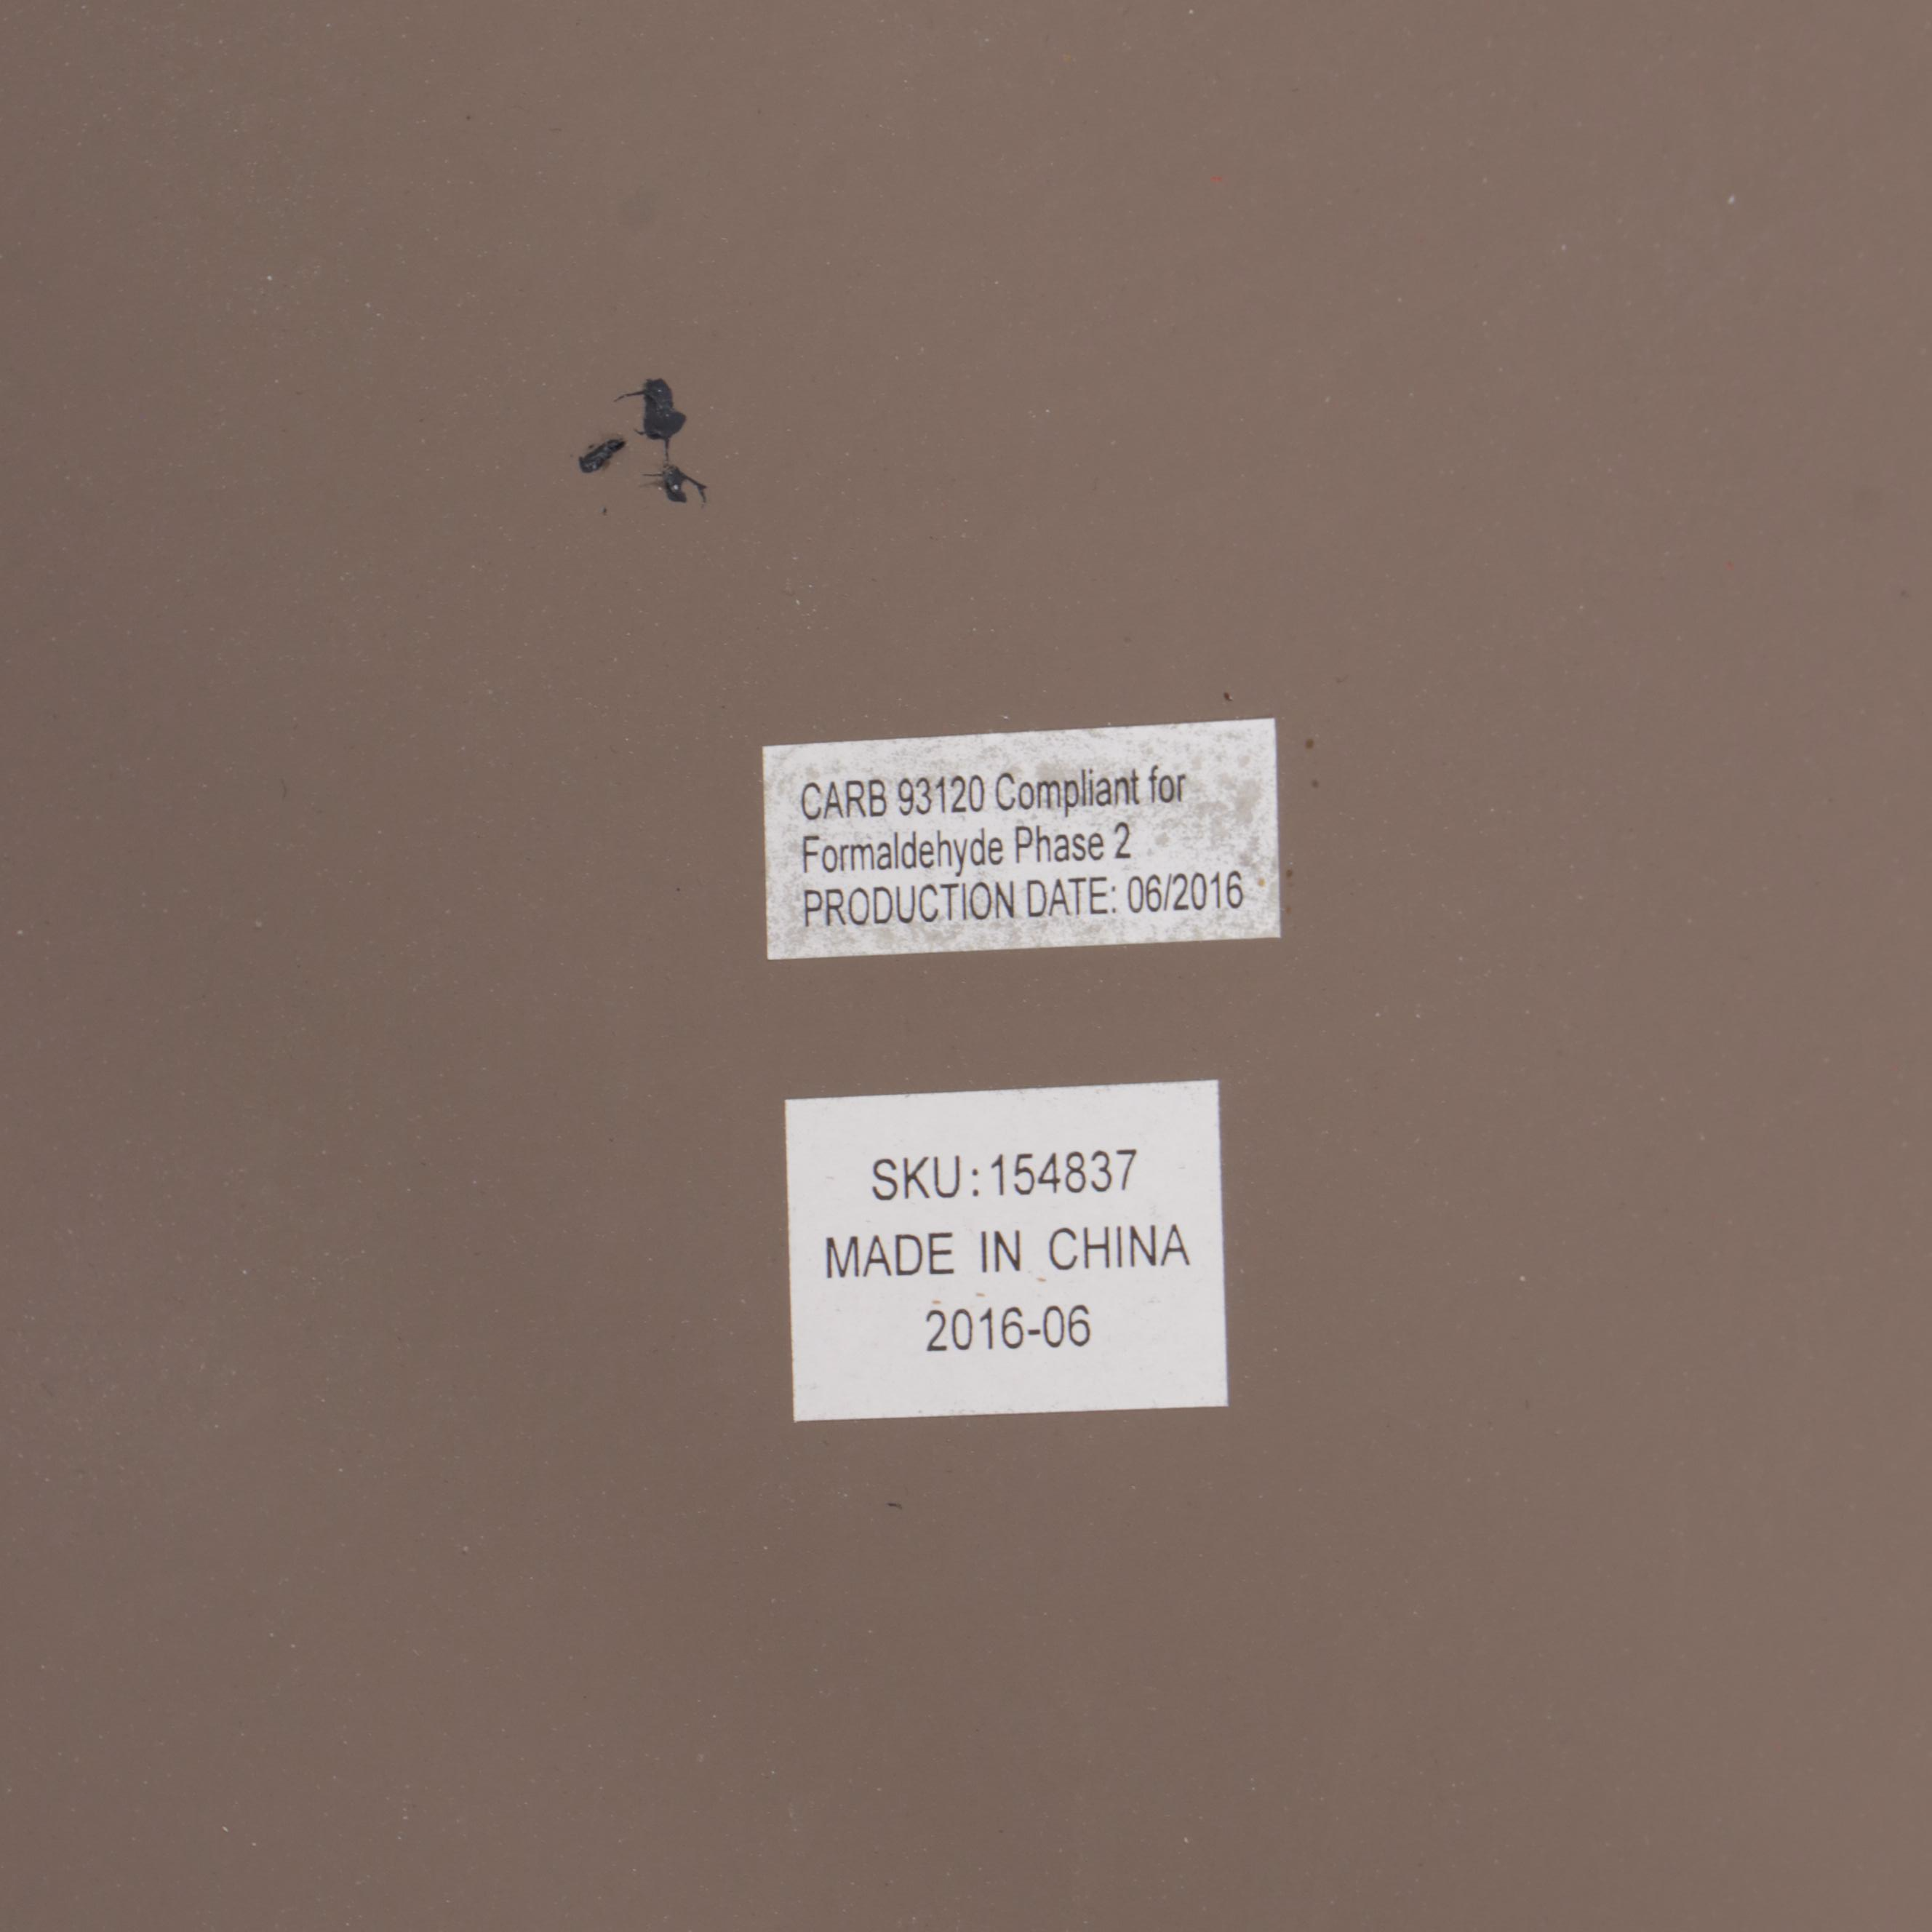 CARB 93120 Compliant for
Formaldehyde Phase 2
PRODUCTION DATE: 06/2016
SKU:154837
MADE IN CHINA
2016-06